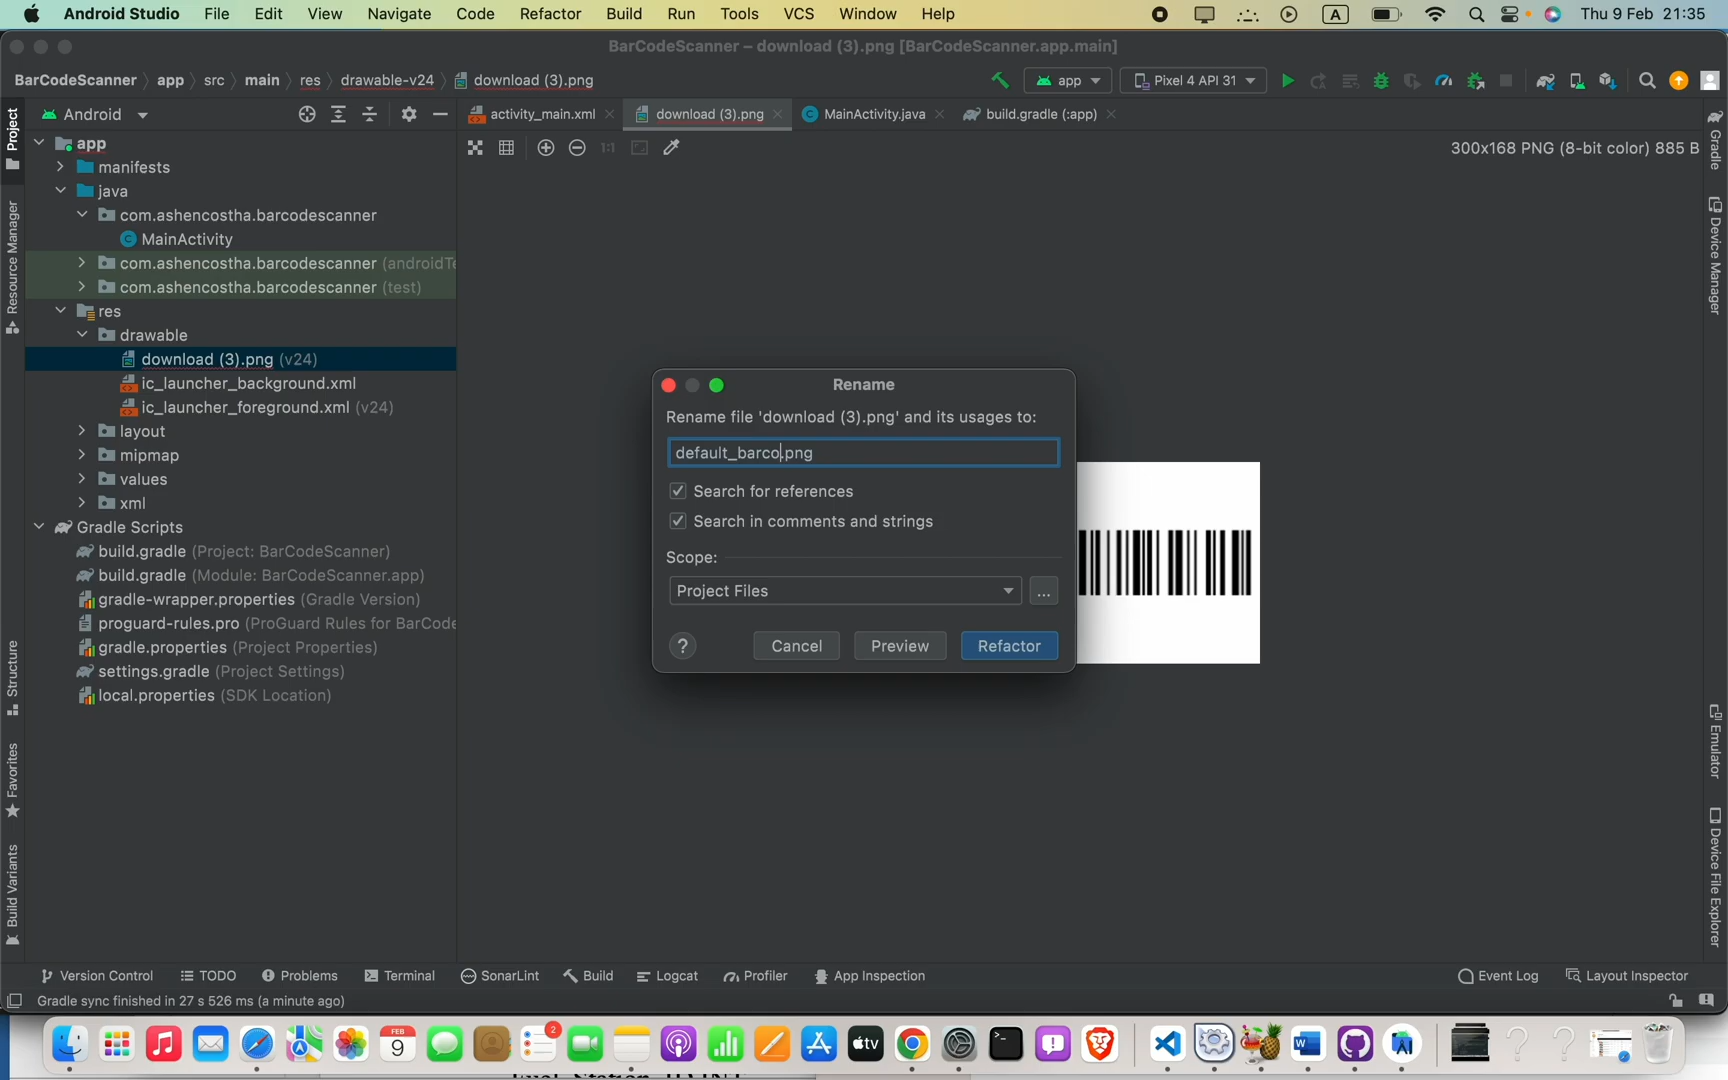 Android Studio File Edit View Navigate Code Refactor Build Run Tools VCS Window Help A Thu 9 Feb 21:35
BarCodeScanner – download (3).png [BarCodeScanner.app.main]
BarCodeScanner app src main res drawable-v24 download (3).png app Pixel 4 API 31
Android activity_main.xml download (3).png MainActivity.java build.gradle (:app)
1:1 300x168 PNG (8-bit color) 885 B
app
manifests
java
com.ashencostha.barcodescanner
MainActivity
com.ashencostha.barcodescanner (androidTe
com.ashencostha.barcodescanner (test)
res
drawable
download (3).png (v24)
ic_launcher_background.xml
ic_launcher_foreground.xml (v24)
layout
mipmap
values
xml
Gradle Scripts
build.gradle (Project: BarCodeScanner)
build.gradle (Module: BarCodeScanner.app)
gradle-wrapper.properties (Gradle Version)
proguard-rules.pro (ProGuard Rules for BarCode
gradle.properties (Project Properties)
settings.gradle (Project Settings)
local.properties (SDK Location)
Project
Resource Manager
Structure
Favorites
Build Variants
Rename
Rename file 'download (3).png' and its usages to:
default_barco.png
Search for references
Search in comments and strings
Scope:
Project Files ...
? Cancel Preview Refactor
Gradle
Device Manager
Emulator
Device File Explorer
Version Control TODO Problems Terminal SonarLint Build Logcat Profiler App Inspection Event Log Layout Inspector
Gradle sync finished in 27 s 526 ms (a minute ago)
FEB
9
2
tv
W